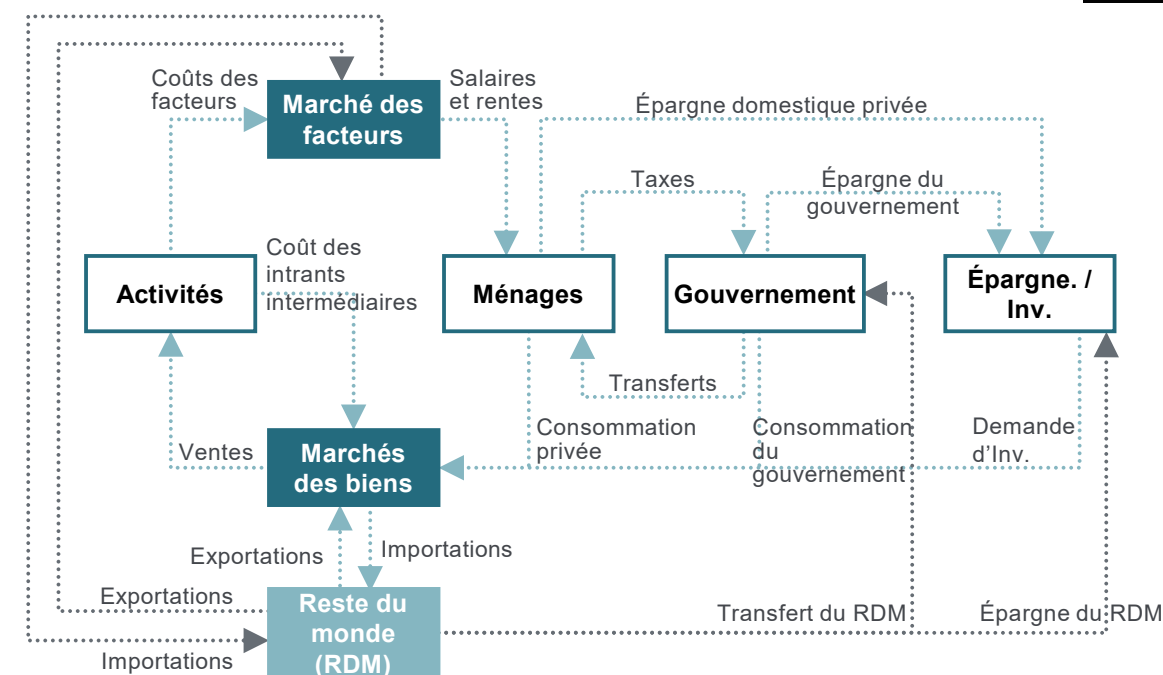 Coûts des
facteurs
Marché des
facteurs
Salaires
et rentes
Épargne domestique privée
Taxes
Épargne du
gouvernement
Coût des
intrants
intermédiaires
Activités
Ménages
Gouvernement
Épargne. /
Inv.
Transferts
Ventes
Marchés
des biens
Consommation
privée
Consommation
du
gouvernement
Demande
d'Inv.
Exportations
Importations
Exportations
Reste du
monde
(RDM)
Transfert du RDM
Épargne du RDM
Importations